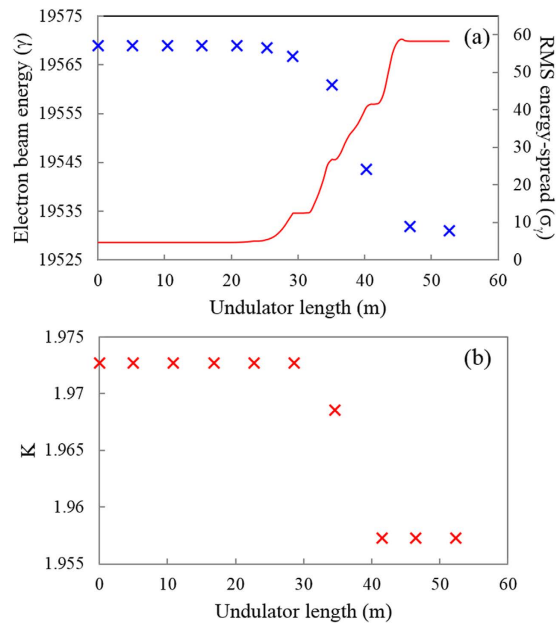 19575
19565
19555
19545
19535
19525
Electron beam energy (γ)
(a)
60
50
40
30
20
10
0
RMS energy-spread (σγ)
0 10 20 30 40 50 60
Undulator length (m)
1.975
1.97
1.965
1.96
1.955
K
(b)
0 10 20 30 40 50 60
Undulator length (m)